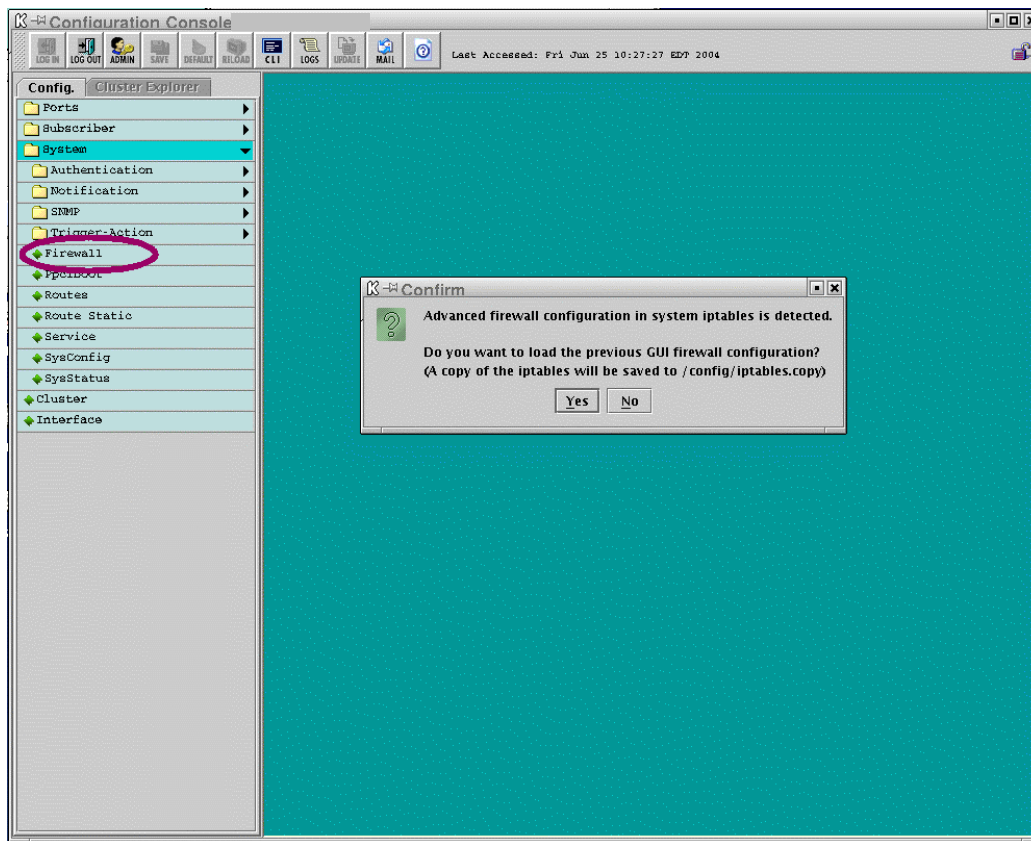 Configuration Console
LOG IN LOG OUT ADMIN SAVE DEFAULT RELOAD CLI LOGS UPDATE MAIL Last Accessed: Fri Jun 25 10:27:27 EDT 2004
Config. Cluster Explorer
Ports
Subscriber
System
Authentication
Notification
SNMP
Trigger-Action
Firewall
Routes
Route Static
Service
SysConfig
SysStatus
Cluster
Interface
Confirm
Advanced firewall configuration in system iptables is detected.
Do you want to load the previous GUI firewall configuration?
(A copy of the iptables will be saved to /config/iptables.copy)
Yes No